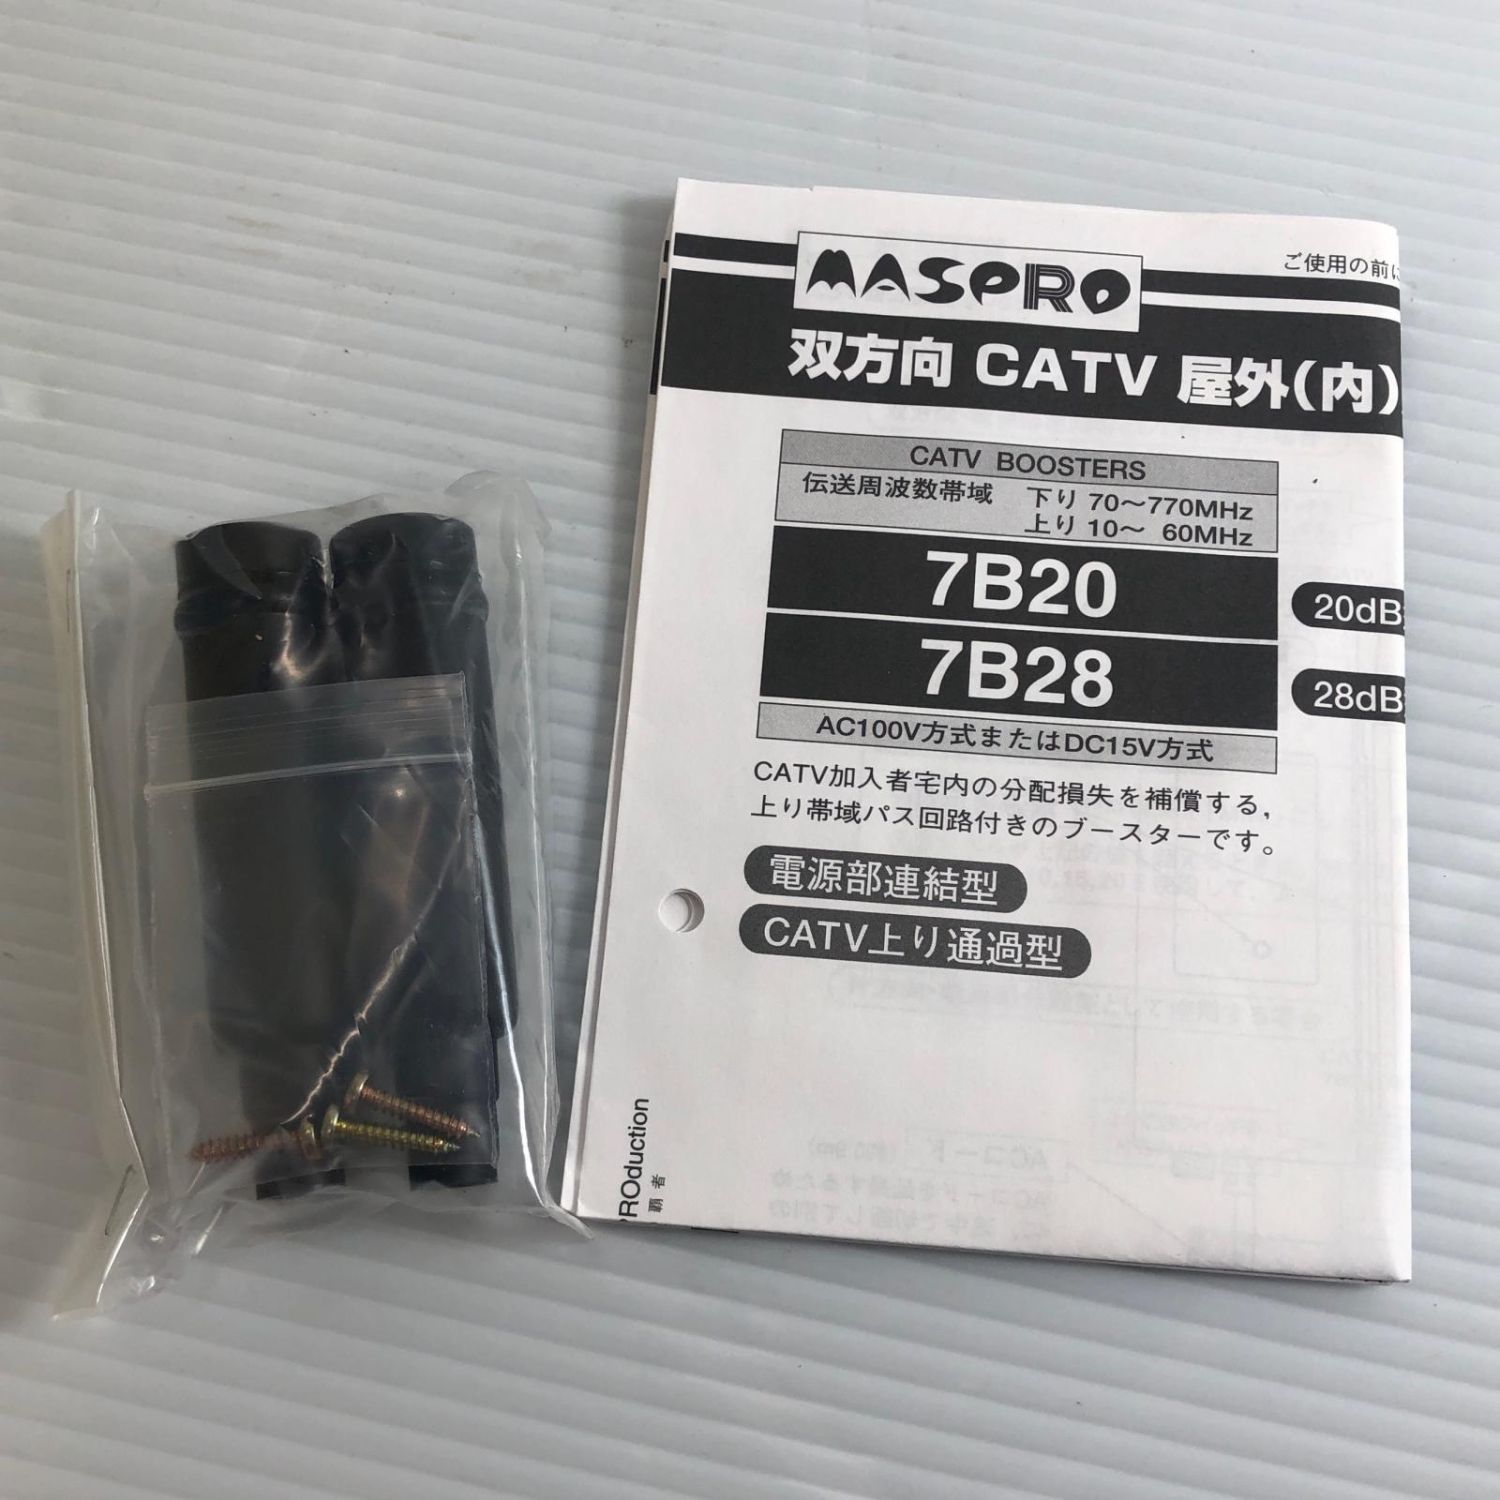 MASPRO
ご使用の前に
双方向 CATV 屋外(内)
CATV BOOSTERS
伝送周波数帯域 下り 70～770MHz
上り 10～ 60MHz
7B20
20dB
7B28
28dB
AC100V方式またはDC15V方式
CATV加入者宅内の分配損失を補償する,
上り帯域パス回路付きのブースターです。
電源部連結型
CATV上り通過型
PROduction
覇者